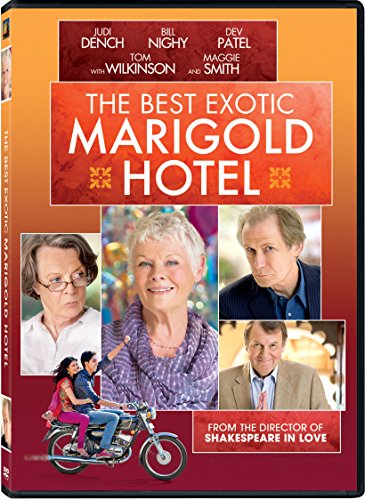 JUDI DENCH
BILL NIGHY
DEV PATEL
TOM
WITH WILKINSON
MAGGIE
AND SMITH
THE BEST EXOTIC
MARIGOLD
HOTEL
FROM THE DIRECTOR OF
SHAKESPEARE IN LOVE
THE BEST EXOTIC MARIGOLD HOTEL
DVD